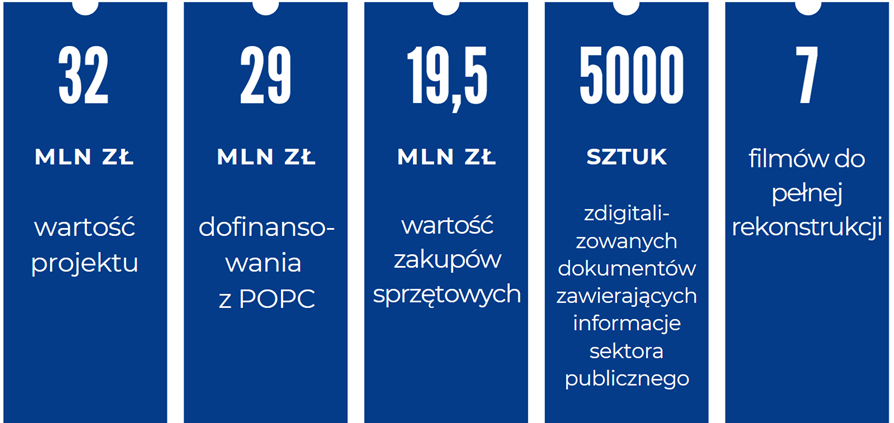 32
MLN ZŁ
wartość
projektu
29
MLN ZŁ
dofinanso-
wania
z POPC
19,5
MLN ZŁ
wartość
zakupów
sprzętowych
5000
SZTUK
zdigitali-
zowanych
dokumentów
zawierających
informacje
sektora
publicznego
7
filmów do
pełnej
rekonstrukcji